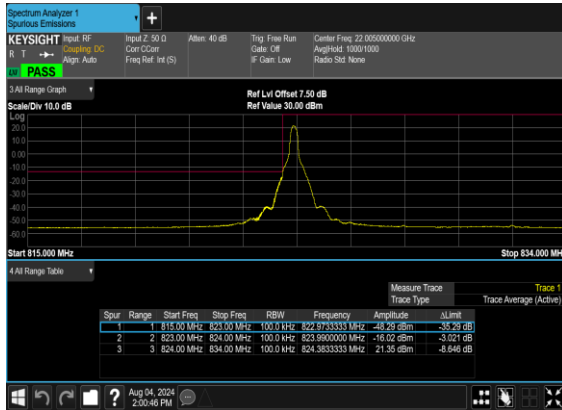 Spectrum Analyzer 1
Spurious Emissions
KEYSIGHT Input: RF Input Z: 50 Ω Atten: 40 dB Trig: Free Run Center Freq: 22.005000000 GHz
R T Coupling: DC Corr CCorr Gate: Off Avg|Hold: 1000/1000
Align: Auto Freq Ref: Int (S) IF Gain: Low Radio Std: None
PASS
3 All Range Graph
Ref Lvl Offset 7.50 dB
Scale/Div 10.0 dB Ref Value 30.00 dBm
Log
20.0
10.0
0.00
-10.0
-20.0
-30.0
-40.0
-50.0
-60.0
Start 815.000 MHz Stop 834.000 MHz
4 All Range Table
Measure Trace Trace 1
Trace Type Trace Average (Active)
Spur Range Start Freq Stop Freq RBW Frequency Amplitude ΔLimit
1 1 815.00 MHz 823.00 MHz 100.0 kHz 822.9733333 MHz -48.29 dBm -35.29 dB
2 2 823.00 MHz 824.00 MHz 100.0 kHz 823.9900000 MHz -16.02 dBm -3.021 dB
3 3 824.00 MHz 834.00 MHz 100.0 kHz 824.3833333 MHz 21.35 dBm -8.646 dB
Aug 04, 2024
2:00:46 PM